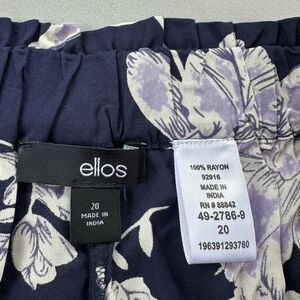 ellos
20
MADE IN
INDIA
100% RAYON
92916
MADE IN
INDIA
RN # 88842
49-2786-9
20
196391293760